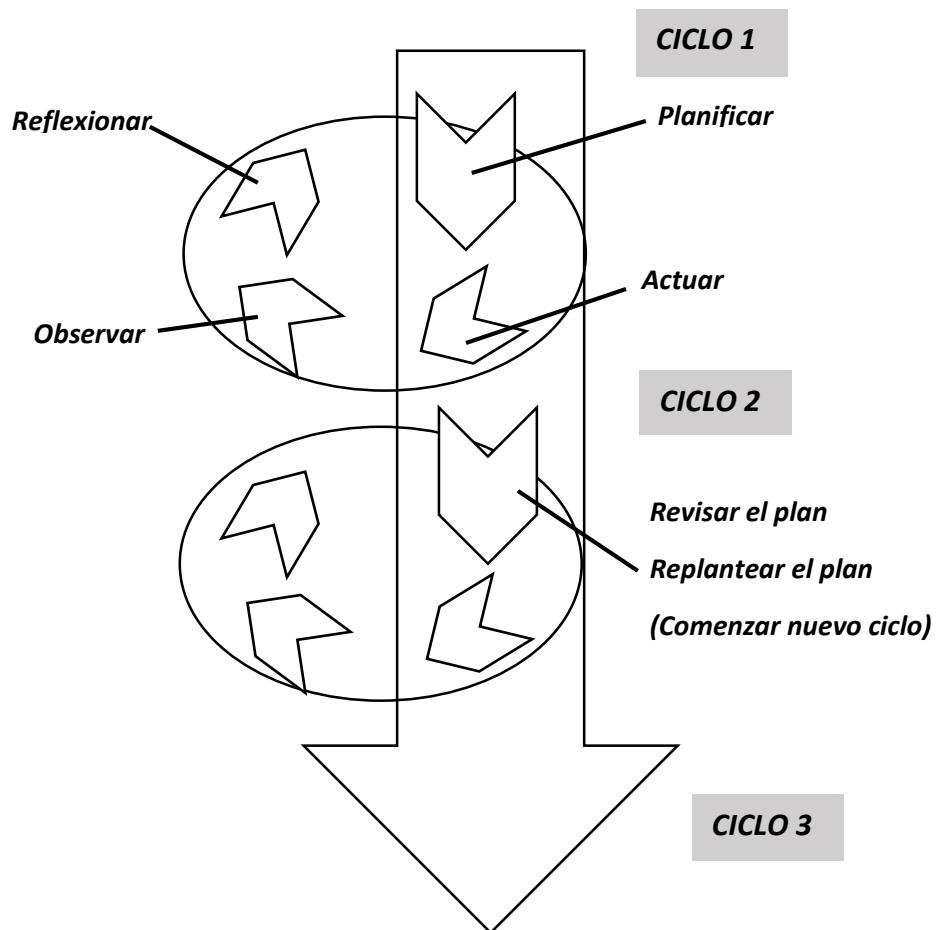 CICLO 1
Reflexionar
Planificar
Actuar
Observar
CICLO 2
Revisar el plan
Replantear el plan
(Comenzar nuevo ciclo)
CICLO 3